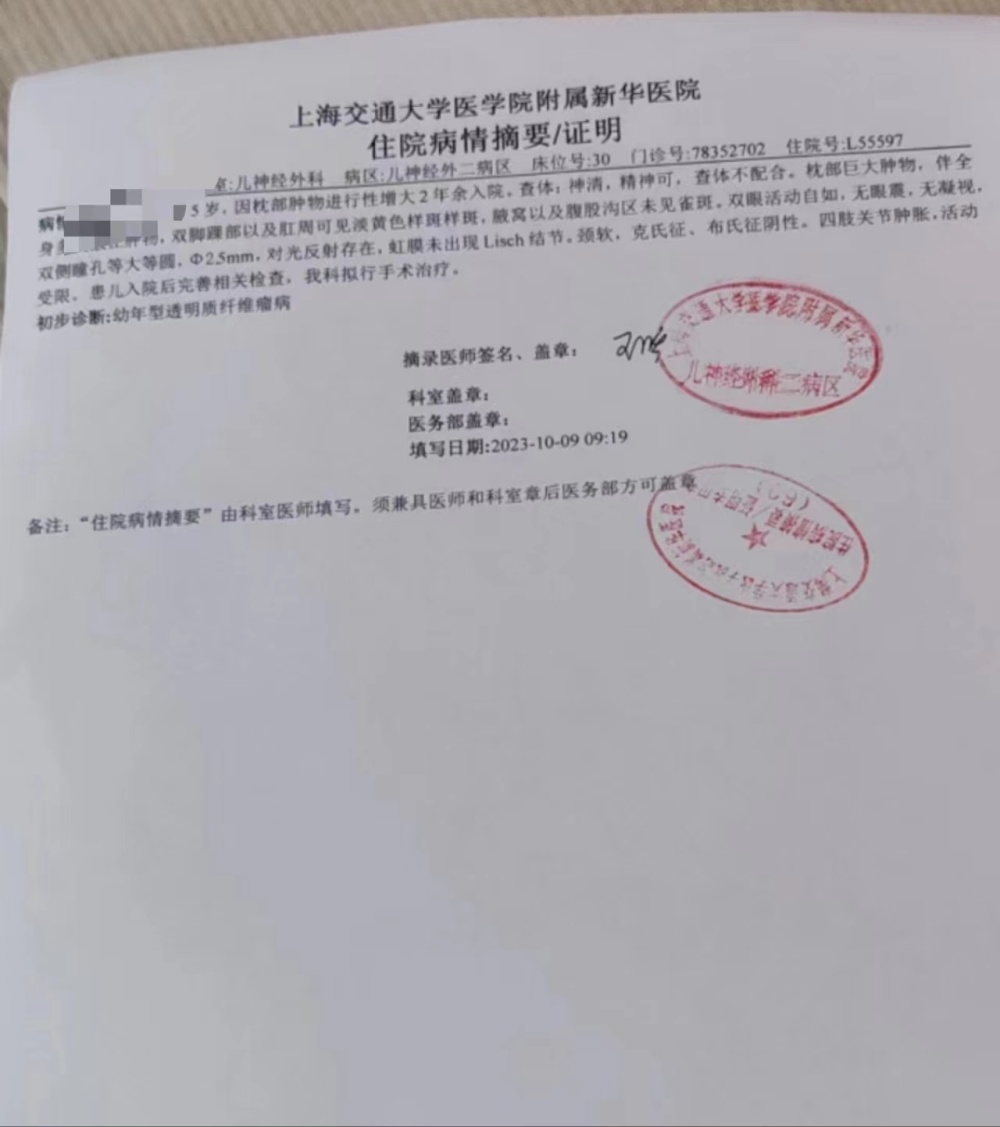 上海交通大学医学院附属新华医院
住院病情摘要/证明
:儿神经外科 病区:儿神经外二病区 床位号:30 门诊号:78352702 住院号:L55597
病情 5岁，因枕部肿物进行性增大2年余入院。查体：神清，精神可，查体不配合。枕部巨大肿物，伴全
身多 肿物，双脚踝部以及肛周可见淡黄色样斑样斑，腋窝以及腹股沟区未见雀斑。双眼活动自如，无眼震，无凝视，
双侧瞳孔等大等圆，Φ2.5mm，对光反射存在，虹膜未出现Lisch结节。颈软，克氏征、布氏征阴性。四肢关节肿胀，活动
受限。患儿入院后完善相关检查，我科拟行手术治疗。
初步诊断:幼年型透明质纤维瘤病
摘录医师签名、盖章：
上海交通大学医学院附属新华医院
儿神经外科二病区
科室盖章：
医务部盖章：
填写日期:2023-10-09 09:19
备注：“住院病情摘要”由科室医师填写。须兼具医师和科室章后医务部方可盖章